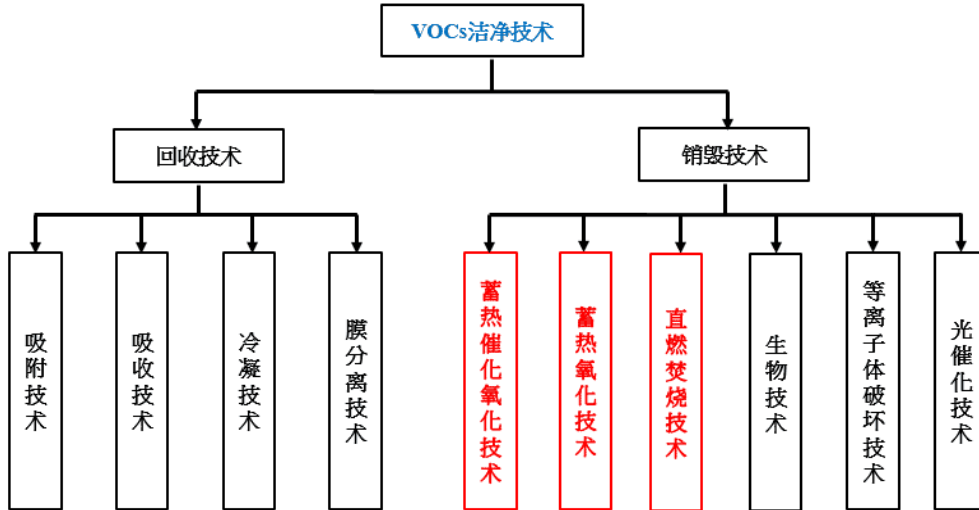 VOCs洁净技术
回收技术
销毁技术
吸附技术
吸收技术
冷凝技术
膜分离技术
蓄热催化氧化技术
蓄热氧化技术
直燃焚烧技术
生物技术
等离子体破坏技术
光催化技术